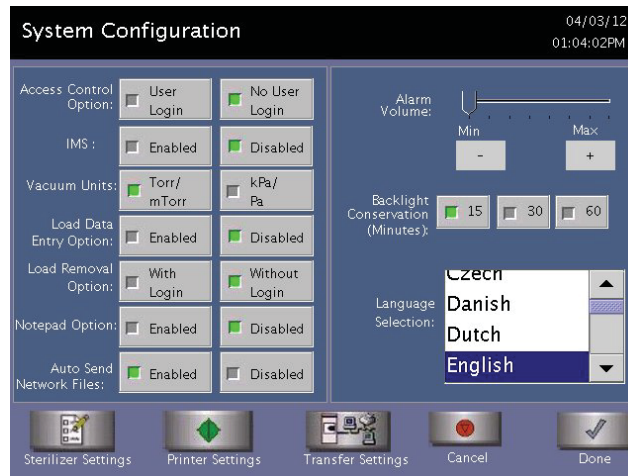 System Configuration
04/03/12
01:04:02PM
Access Control
Option:
User
Login
No User
Login
IMS :
Enabled
Disabled
Vacuum Units:
Torr/
mTorr
kPa/
Pa
Load Data
Entry Option:
Enabled
Disabled
Load Removal
Option:
With
Login
Without
Login
Notepad Option:
Enabled
Disabled
Auto Send
Network Files:
Enabled
Disabled
Alarm
Volume:
Min
Max
-
+
Backlight
Conservation
(Minutes):
15
30
60
Language
Selection:
Czech
Danish
Dutch
English
Sterilizer Settings
Printer Settings
Transfer Settings
Cancel
Done